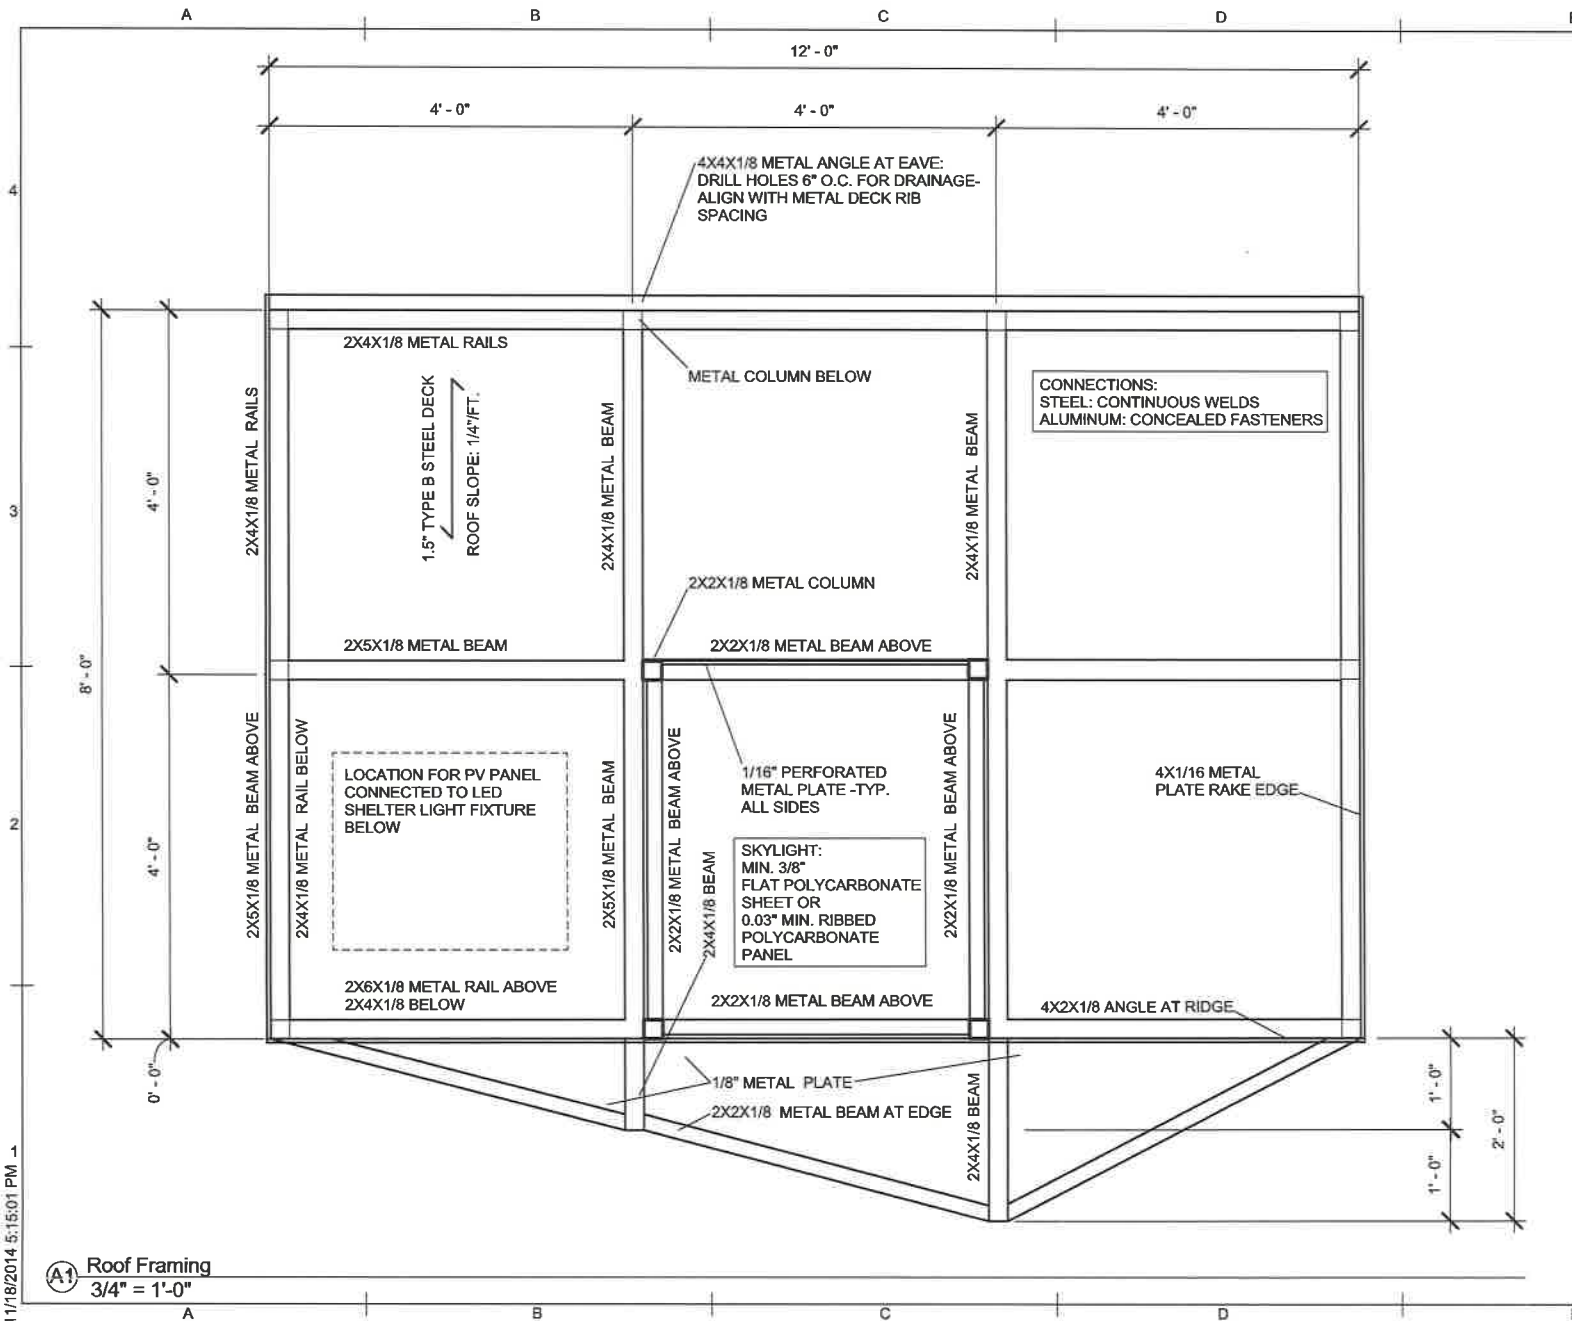 A B C D
12' - 0"
4' - 0" 4' - 0" 4' - 0"
4X4X1/8 METAL ANGLE AT EAVE:
DRILL HOLES 6" O.C. FOR DRAINAGE-
ALIGN WITH METAL DECK RIB
SPACING
4
3
2
1
2X4X1/8 METAL RAILS
METAL COLUMN BELOW
CONNECTIONS:
STEEL: CONTINUOUS WELDS
ALUMINUM: CONCEALED FASTENERS
8' - 0"
4' - 0"
4' - 0"
0' - 0"
2X4X1/8 METAL RAILS
1.5" TYPE B STEEL DECK
ROOF SLOPE: 1/4"/FT.
2X4X1/8 METAL BEAM
2X4X1/8 METAL BEAM
2X2X1/8 METAL COLUMN
2X5X1/8 METAL BEAM
2X2X1/8 METAL BEAM ABOVE
2X5X1/8 METAL BEAM ABOVE
2X4X1/8 METAL RAIL BELOW
LOCATION FOR PV PANEL
CONNECTED TO LED
SHELTER LIGHT FIXTURE
BELOW
2X5X1/8 METAL BEAM
2X2X1/8 METAL BEAM ABOVE
2X4X1/8 BEAM
1/16" PERFORATED
METAL PLATE -TYP.
ALL SIDES
SKYLIGHT:
MIN. 3/8"
FLAT POLYCARBONATE
SHEET OR
0.03" MIN. RIBBED
POLYCARBONATE
PANEL
2X2X1/8 METAL BEAM ABOVE
4X1/16 METAL
PLATE RAKE EDGE
2X6X1/8 METAL RAIL ABOVE
2X4X1/8 BELOW
2X2X1/8 METAL BEAM ABOVE
4X2X1/8 ANGLE AT RIDGE
1/8" METAL PLATE
2X2X1/8 METAL BEAM AT EDGE
2X4X1/8 BEAM
1' - 0"
1' - 0"
2' - 0"
A1 Roof Framing
3/4" = 1'-0"
11/18/2014 5:15:01 PM
A B C D